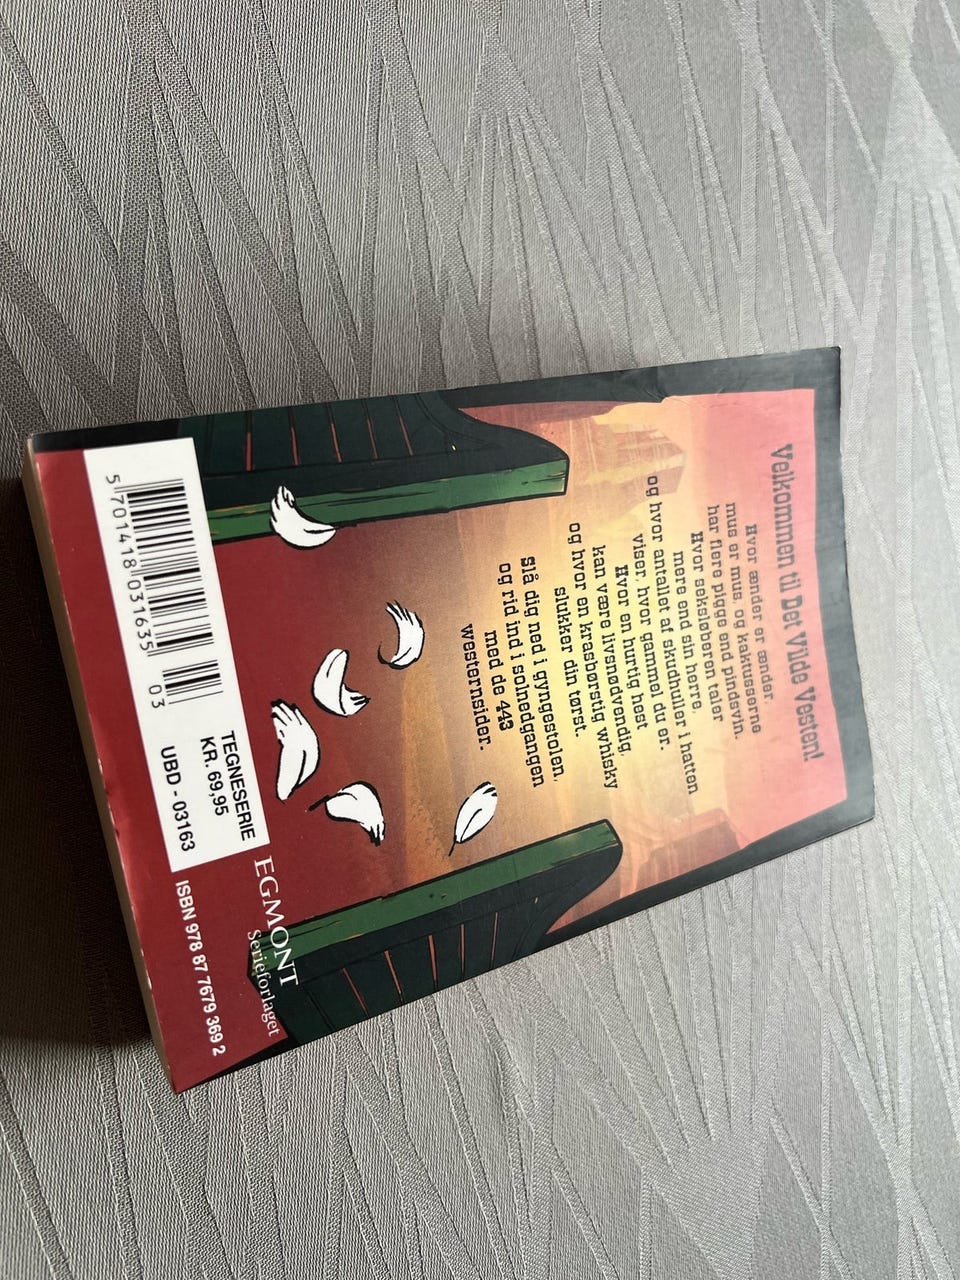 Velkommen til Det Vilde Vesten!
Hvor ænder er ænder,
mus er mus, og kaktusserne
har flere pigge end pindsvin.
Hvor seksløberen taler
mere end sin herre,
og hvor antallet af skudhuller i hatten
viser, hvor gammel du er.
Hvor en hurtig hest
kan være livsnødvendig,
og hvor en krasbørstig whisky
slukker din tørst.
Slå dig ned i gyngestolen,
og rid ind i solnedgangen
med de 443
westernsider.
5 701418 031635
03
TEGNESERIE
KR. 69,95
UBD - 03163
EGMONT
Serieforlaget
ISBN 978 87 7679 369 2